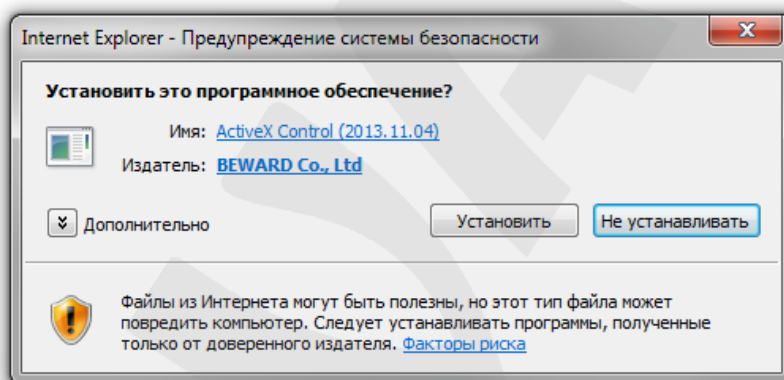 Internet Explorer - Предупреждение системы безопасности
Установить это программное обеспечение?
Имя: ActiveX Control (2013.11.04)
Издатель: BEWARD Co., Ltd
Дополнительно
Установить
Не устанавливать
Файлы из Интернета могут быть полезны, но этот тип файла может
повредить компьютер. Следует устанавливать программы, полученные
только от доверенного издателя. Факторы риска